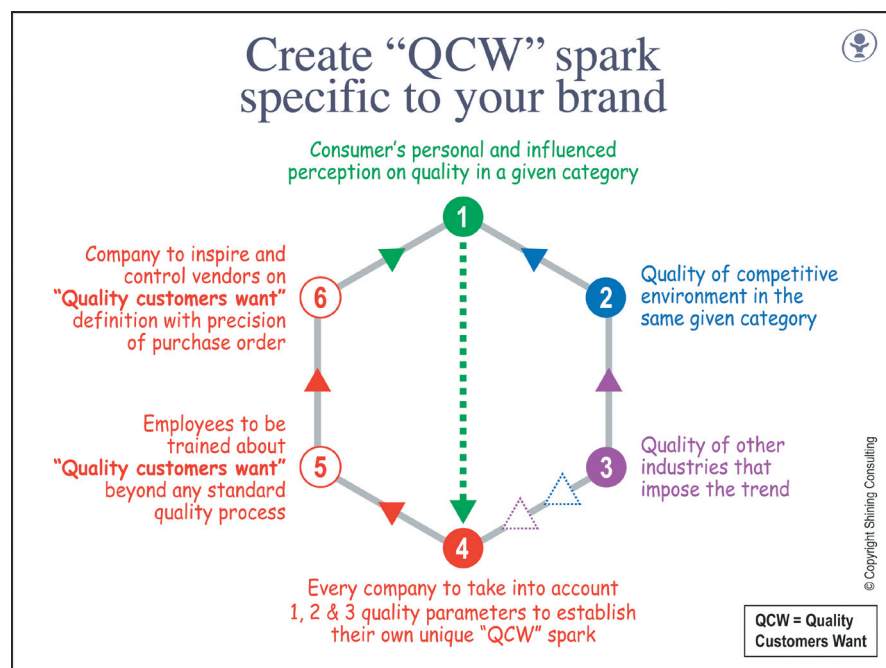 Create “QCW” spark
specific to your brand
Consumer’s personal and influenced
perception on quality in a given category
1
Company to inspire and
control vendors on
“Quality customers want”
definition with precision
of purchase order
6
2
Quality of competitive
environment in the
same given category
Employees to be
trained about
“Quality customers want”
beyond any standard
quality process
5
3
Quality of other
industries that
impose the trend
4
Every company to take into account
1, 2 & 3 quality parameters to establish
their own unique “QCW” spark
© Copyright Shining Consulting
QCW = Quality
Customers Want